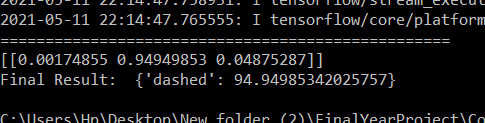 2021-05-11 22:14:47.758951: I tensorflow/stream_execut
2021-05-11 22:14:47.765555: I tensorflow/core/platform
==================================================
[[0.00174855 0.94949853 0.04875287]]
Final Result:  {'dashed': 94.94985342025757}
C:\Users\Hp\Desktop\New folder (2)\FinalYearProject\Co